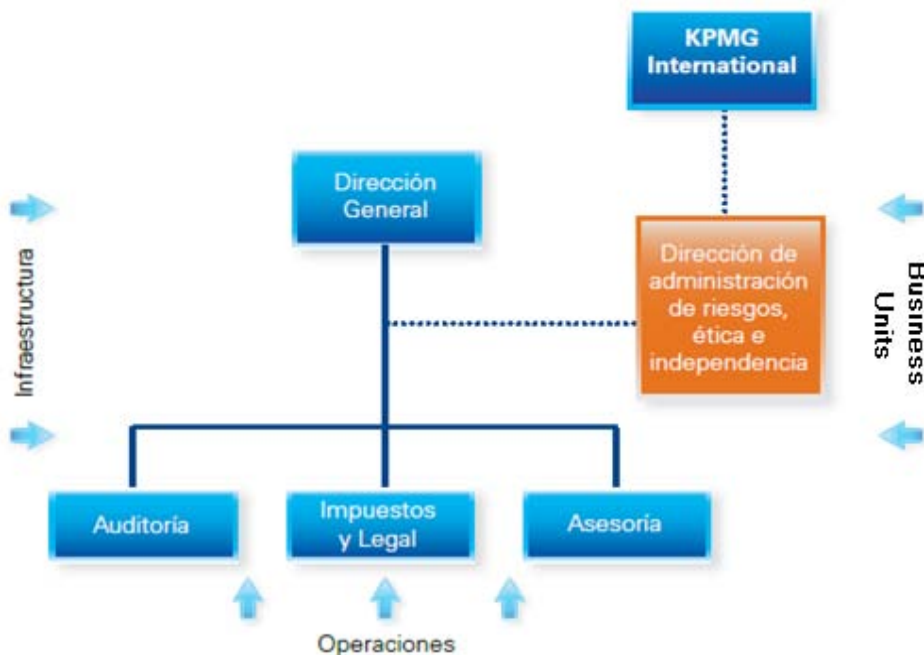 KPMG
International
Dirección
General
Dirección de
administración
de riesgos,
ética e
independencia
Infraestructura
Business
Units
Auditoría
Impuestos
y Legal
Asesoría
Operaciones